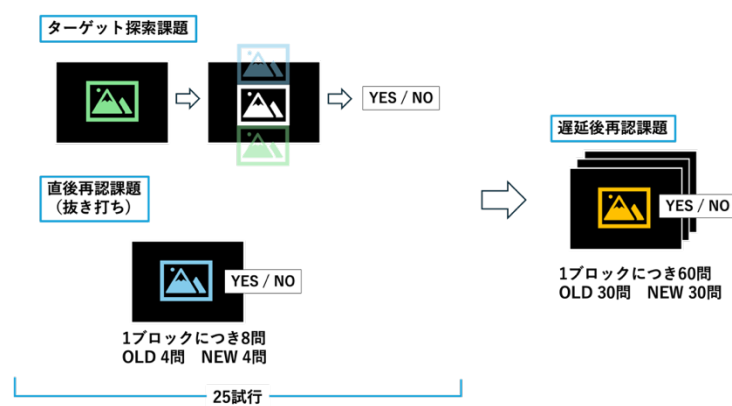 ターゲット探索課題
YES / NO
直後再認課題
（抜き打ち）
YES / NO
1ブロックにつき8問
OLD 4問　NEW 4問
25試行
遅延後再認課題
YES / NO
1ブロックにつき60問
OLD 30問　NEW 30問